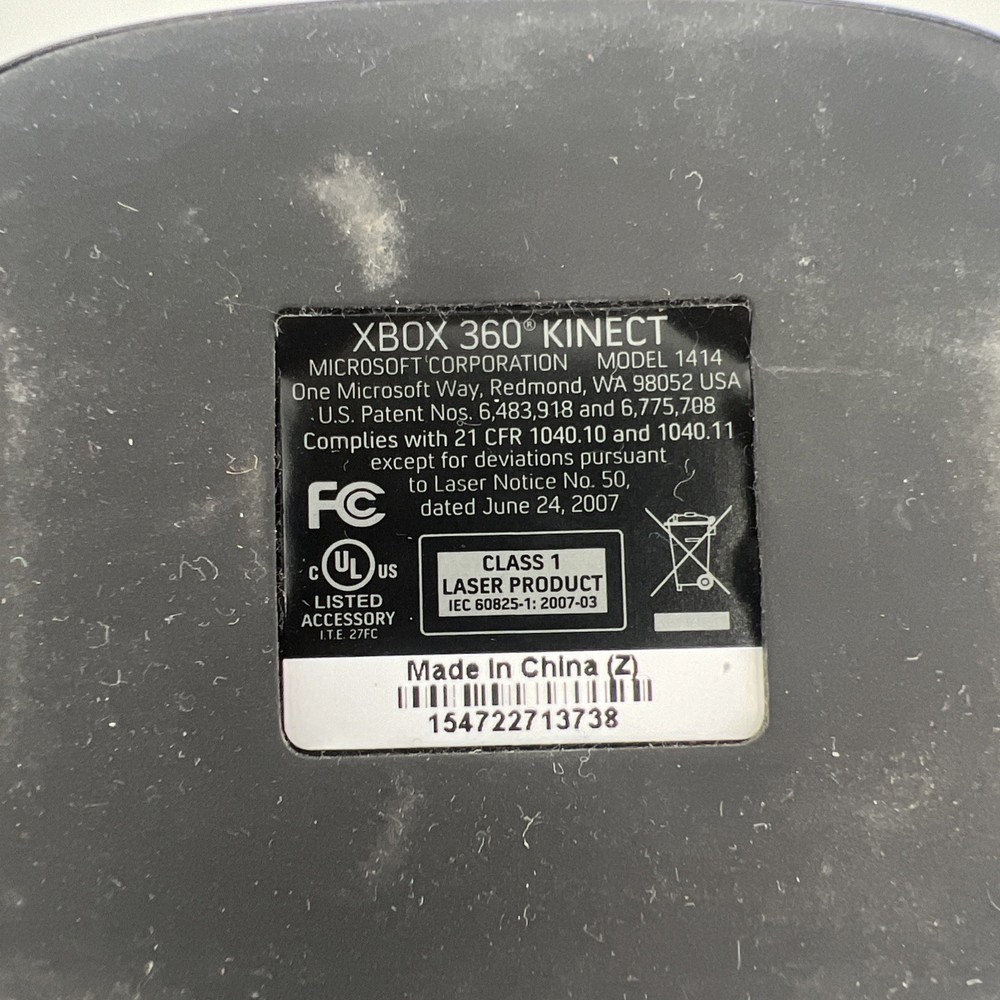 XBOX 360® KINECT
MICROSOFT CORPORATION MODEL 1414
One Microsoft Way, Redmond, WA 98052 USA
U.S. Patent Nos. 6,483,918 and 6,775,708
Complies with 21 CFR 1040.10 and 1040.11
except for deviations pursuant
to Laser Notice No. 50,
dated June 24, 2007
FC
C UL US
LISTED
ACCESSORY
I.T.E. 27FC
CLASS 1
LASER PRODUCT
IEC 60825-1: 2007-03
Made in China (Z)
154722713738